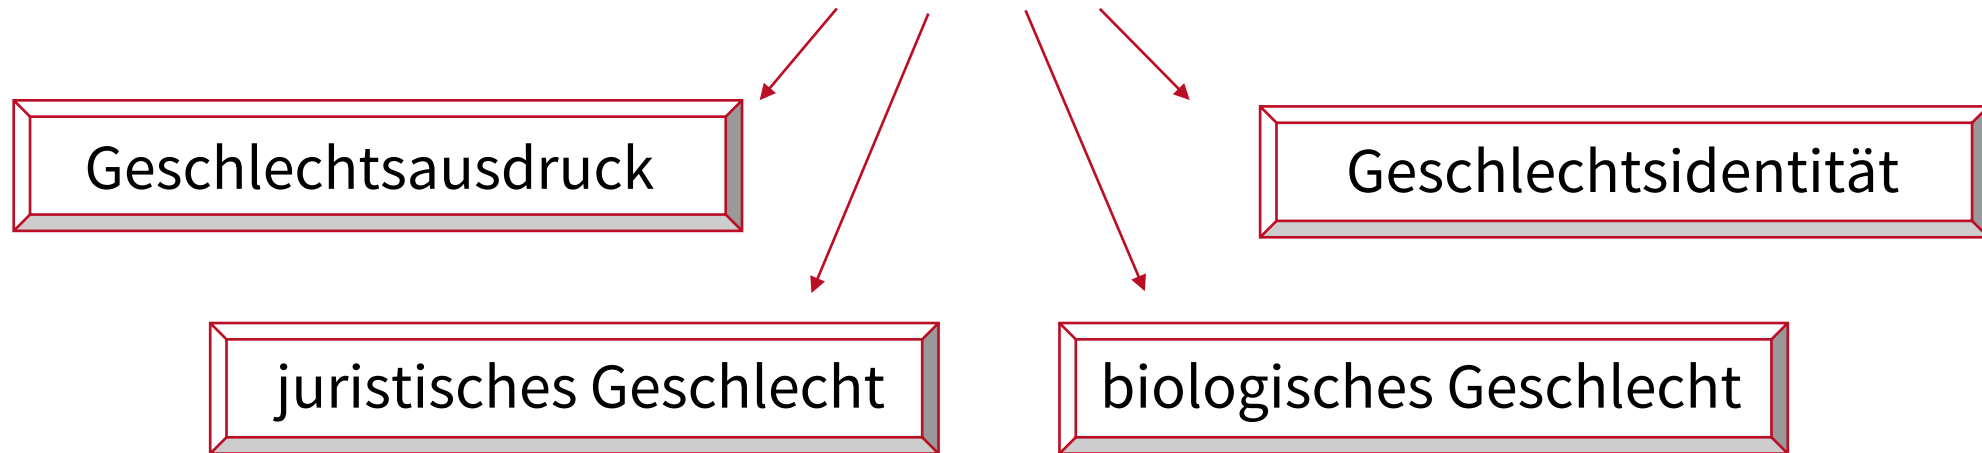 Geschlechtsausdruck
Geschlechtsidentität
juristisches Geschlecht
biologisches Geschlecht